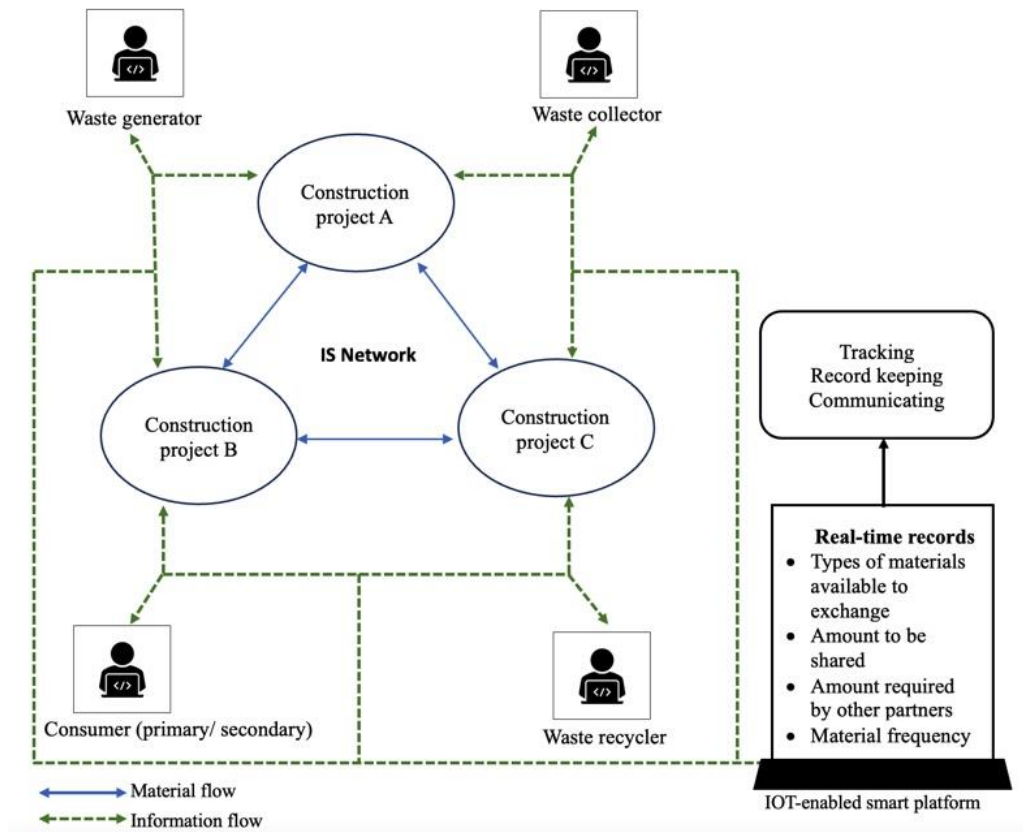 Waste generator
Waste collector
Construction
project A
IS Network
Construction
project B
Construction
project C
Tracking
Record keeping
Communicating
Real-time records
• Types of materials
available to
exchange
• Amount to be
shared
• Amount required
by other partners
• Material frequency
IOT-enabled smart platform
Consumer (primary/ secondary)
Waste recycler
Material flow
Information flow